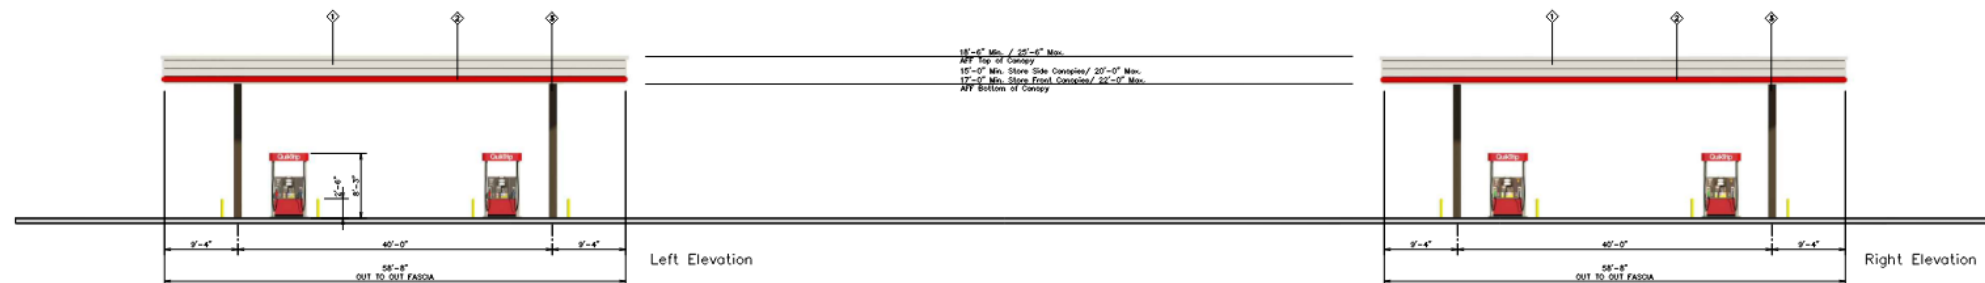 1 2 3
18'-6" Min. / 25'-6" Max.
AFF Top of Canopy
15'-0" Min. Store Side Canopies/ 20'-0" Max.
17'-0" Min. Store Front Canopies/ 22'-0" Max.
AFF Bottom of Canopy
1 2 3
QuikTrip QuikTrip
2'-6"
8'-3"
QuikTrip QuikTrip
9'-4" 40'-0" 9'-4"
58'-8"
OUT TO OUT FASCIA
Left Elevation
9'-4" 40'-0" 9'-4"
58'-8"
OUT TO OUT FASCIA
Right Elevation